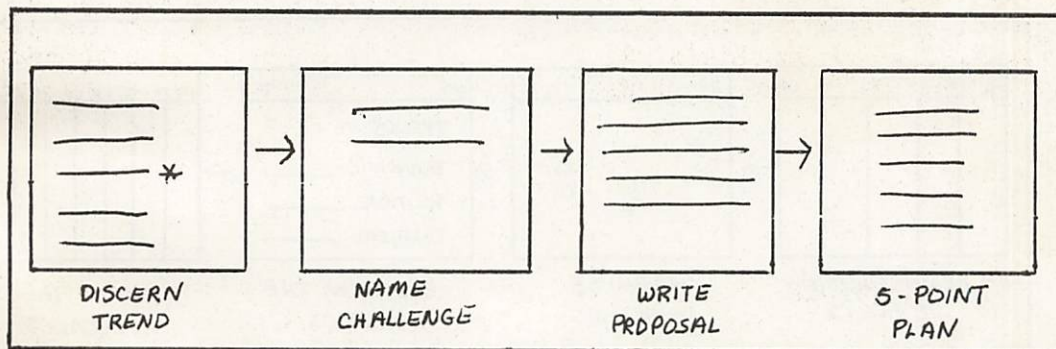 *
DISCERN
TREND
NAME
CHALLENGE
WRITE
PROPOSAL
5-POINT
PLAN